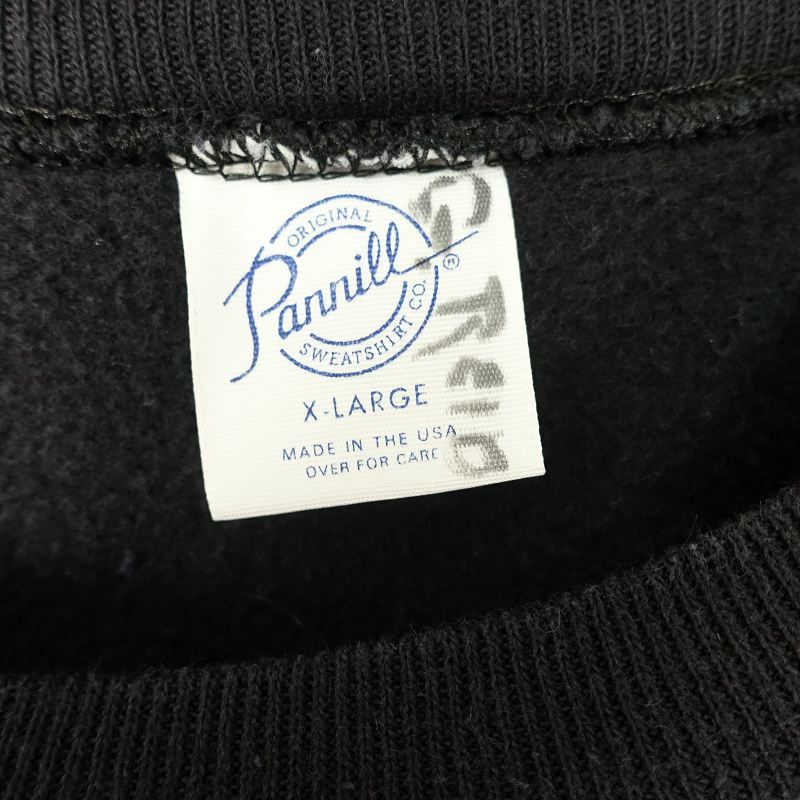 ORIGINAL
Pannill®
SWEATSHIRT CO.
X-LARGE
MADE IN THE USA
OVER FOR CARE